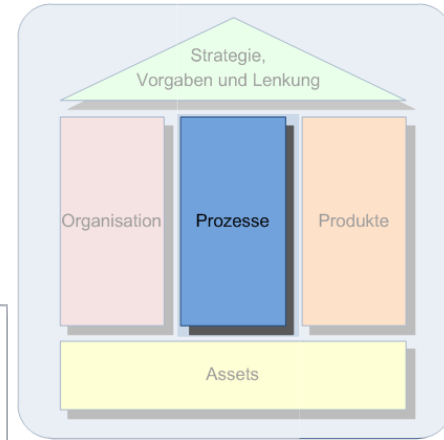 Strategie,
Vorgaben und Lenkung
Organisation
Prozesse
Produkte
Assets